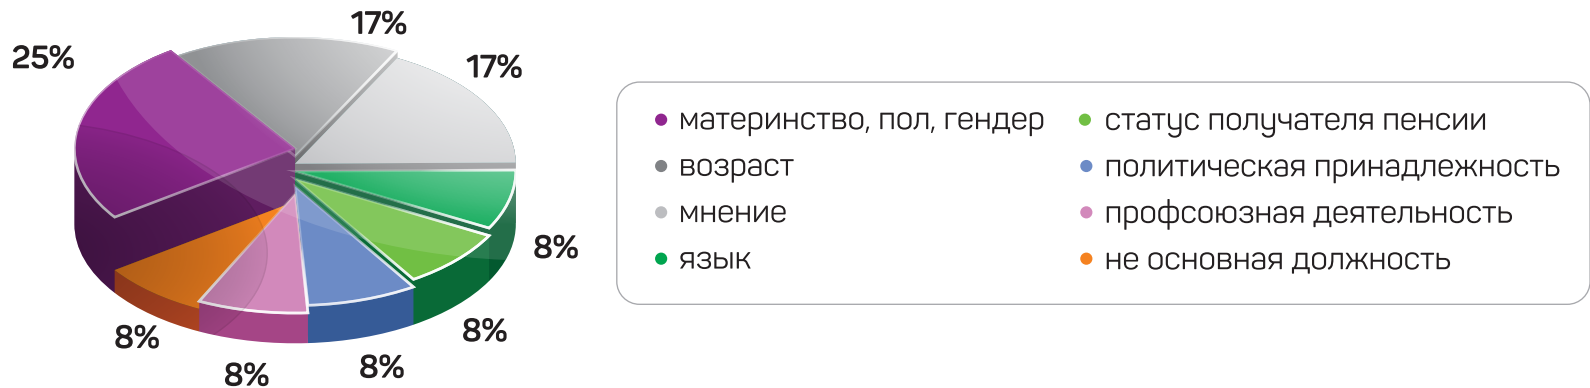 17%
25%
17%
8%
8%
8%
8%
8%
материнство, пол, гендер
возраст
мнение
язык
статус получателя пенсии
политическая принадлежность
профсоюзная деятельность
не основная должность